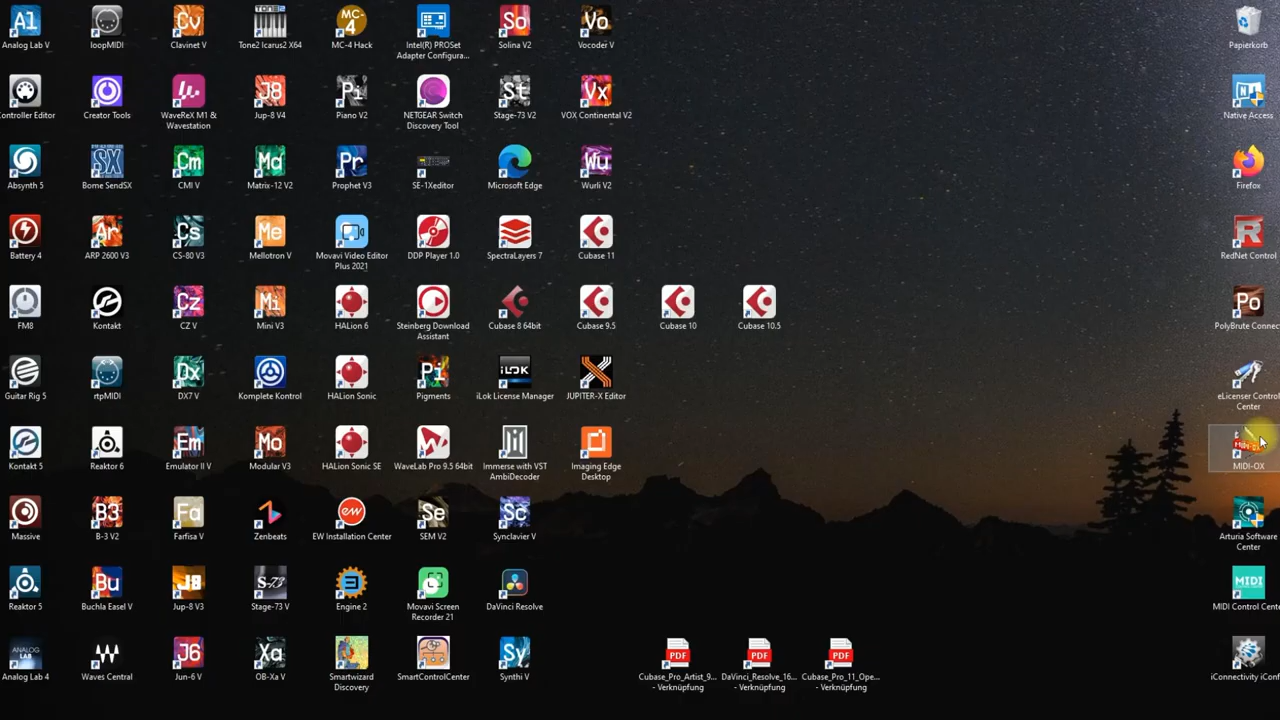 Analog Lab V
loopMIDI
Clavinet V
Tone2 Icarus2 X64
MC-4 Hack
Intel(R) PROSet
Adapter Configura...
Solina V2
Vocoder V
Papierkorb
Controller Editor
Creator Tools
WaveReX M1 &
Wavestation
Jup-8 V4
Piano V2
NETGEAR Switch
Discovery Tool
Stage-73 V2
VOX Continental V2
Native Access
Absynth 5
Bome SendSX
CMI V
Matrix-12 V2
Prophet V3
SE-1Xeditor
Microsoft Edge
Wurli V2
Firefox
Battery 4
ARP 2600 V3
CS-80 V3
Mellotron V
Movavi Video Editor
Plus 2021
DDP Player 1.0
SpectraLayers 7
Cubase 11
RedNet Control
FM8
Kontakt
CZ V
Mini V3
HALion 6
Steinberg Download
Assistant
Cubase 8 64bit
Cubase 9.5
Cubase 10
Cubase 10.5
PolyBrute Connec
Guitar Rig 5
rtpMIDI
DX7 V
Komplete Kontrol
HALion Sonic
Pigments
iLok License Manager
JUPITER-X Editor
eLicenser Control
Center
Kontakt 5
Reaktor 6
Emulator II V
Modular V3
HALion Sonic SE
WaveLab Pro 9.5 64bit
Immerse with VST
AmbiDecoder
Imaging Edge
Desktop
MIDI-OX
Massive
B-3 V2
Farfisa V
Zenbeats
EW Installation Center
SEM V2
Synclavier V
Arturia Software
Center
Reaktor 5
Buchla Easel V
Jup-8 V3
Stage-73 V
Engine 2
Movavi Screen
Recorder 21
DaVinci Resolve
MIDI Control Cente
Analog Lab 4
Waves Central
Jun-6 V
OB-Xa V
Smartwizard
Discovery
SmartControlCenter
Synthi V
Cubase_Pro_Artist_9...
- Verknüpfung
DaVinci_Resolve_16...
- Verknüpfung
Cubase_Pro_11_Ope...
- Verknüpfung
iConnectivity iConf